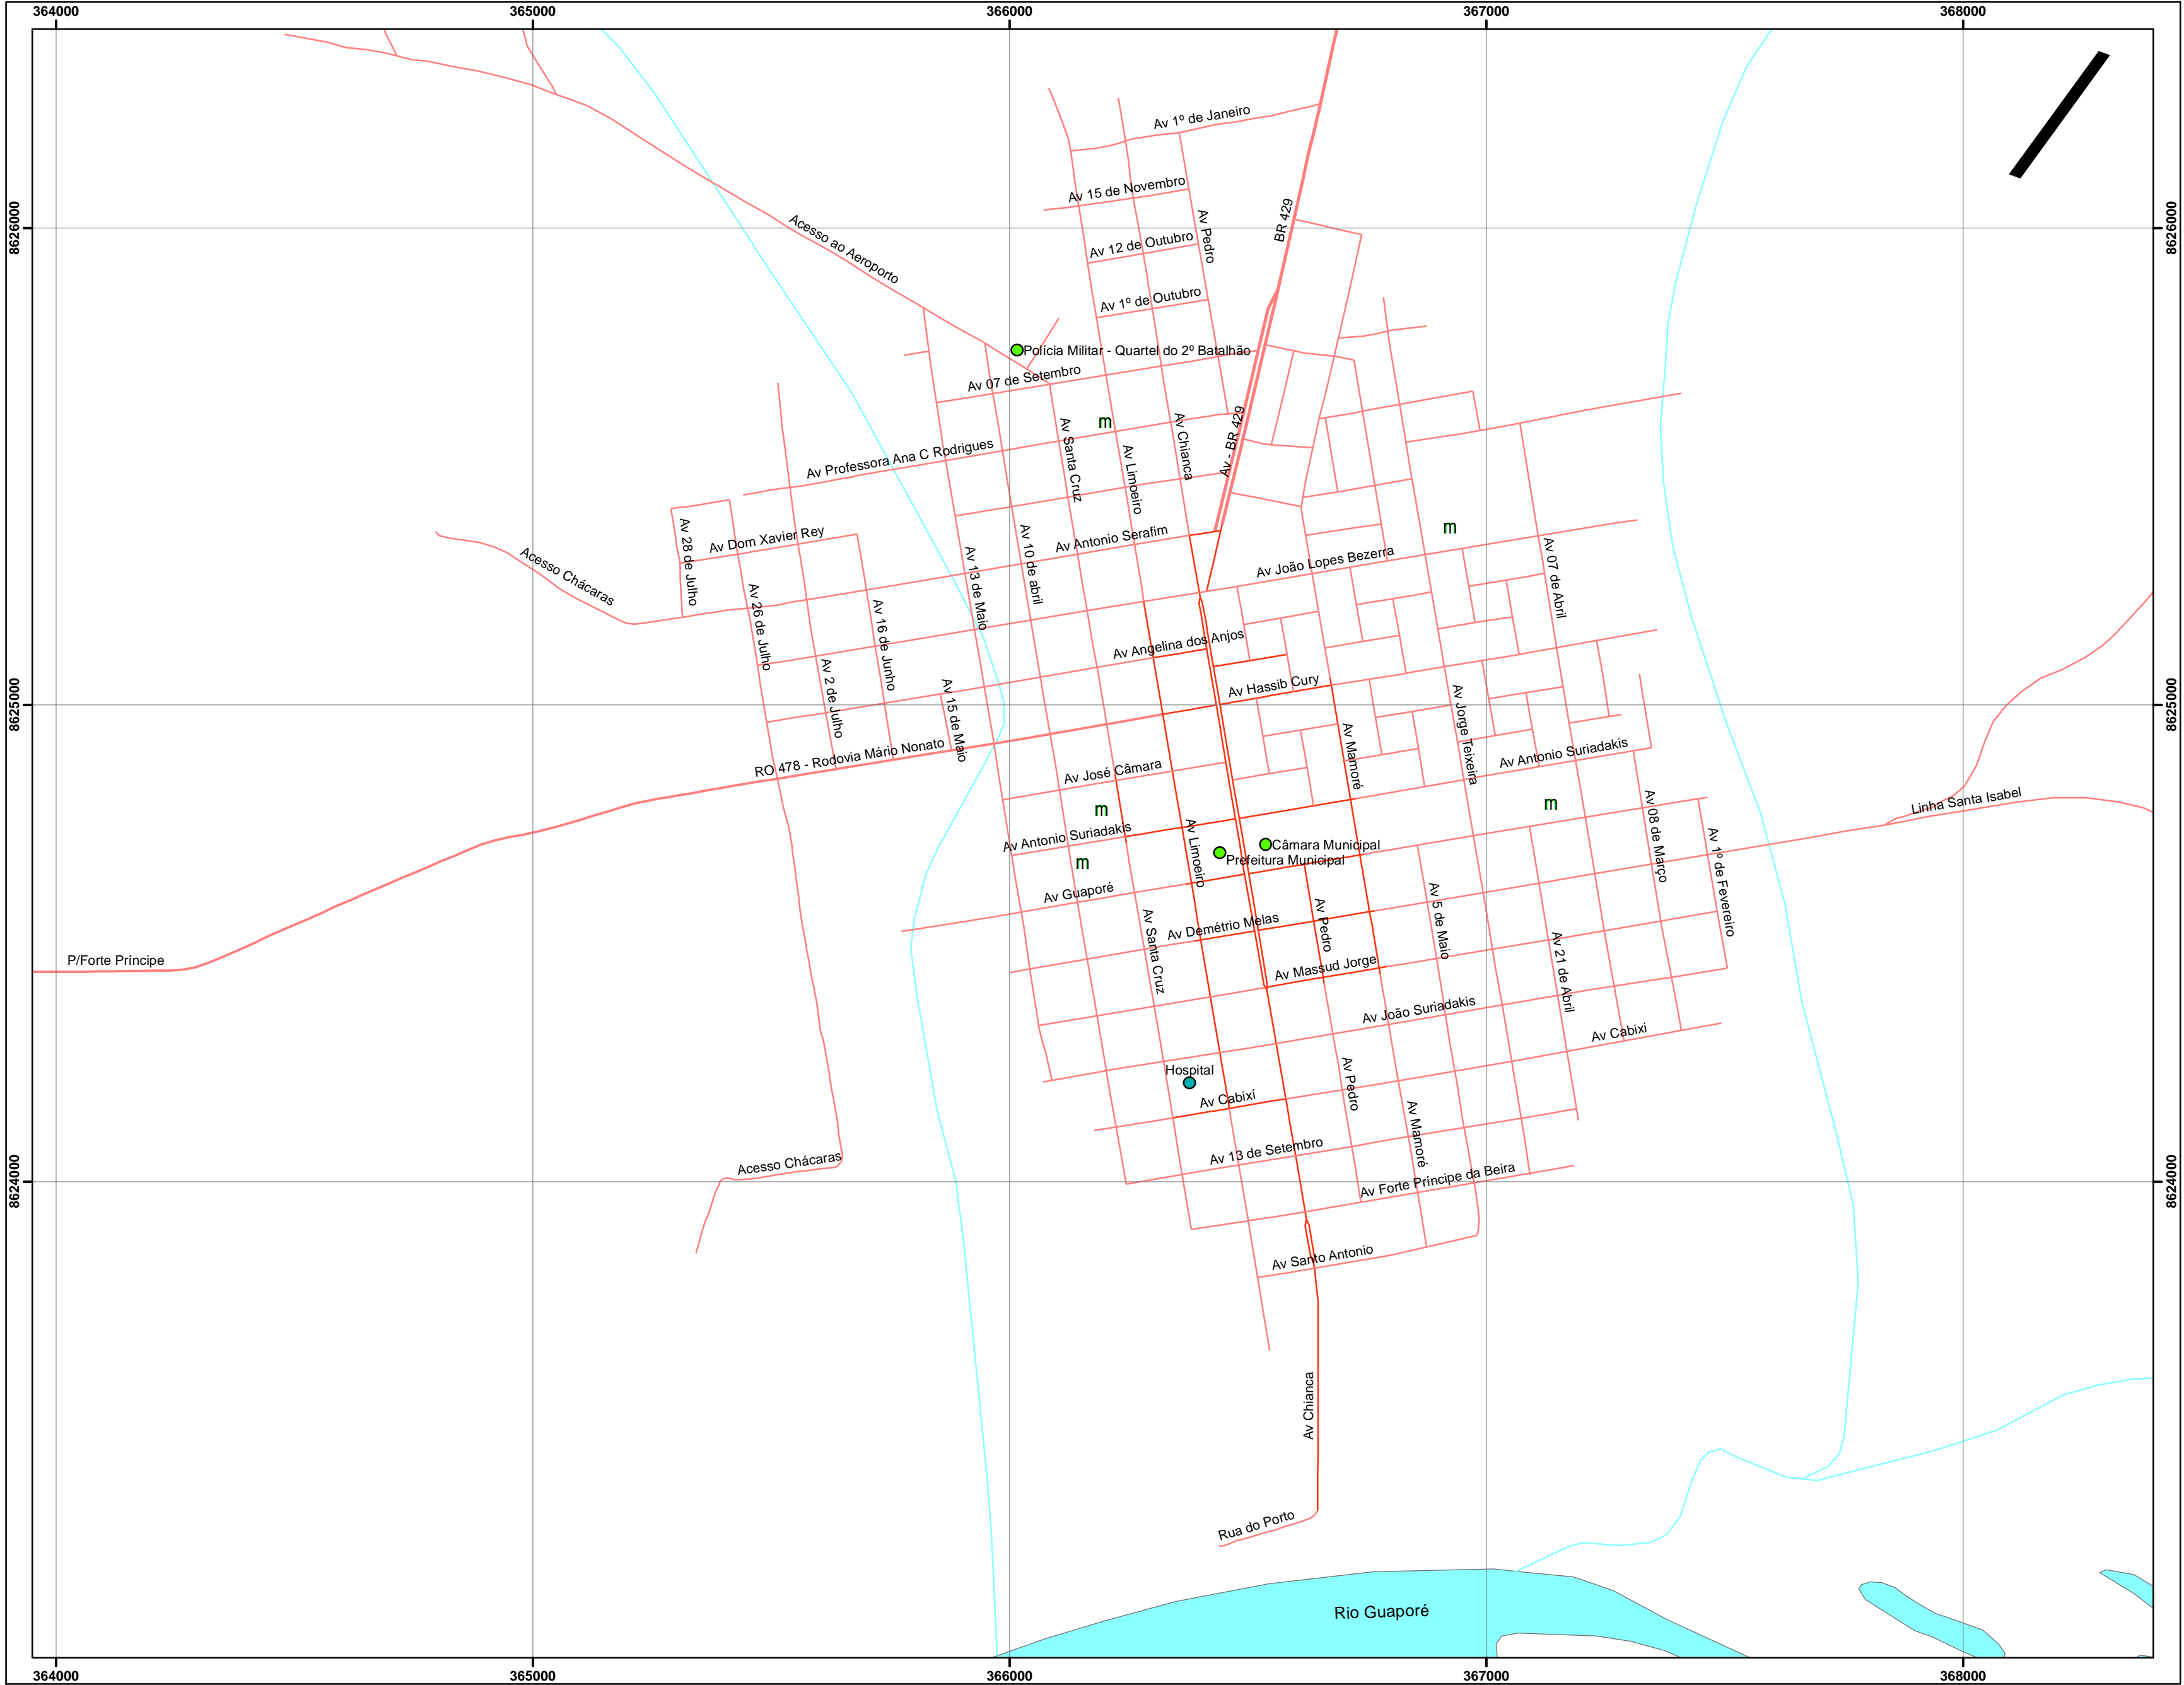 364000
365000
366000
367000
368000
Av 1º de Janeiro
Av 15 de Novembro
Av Pedro
BR 429
8626000
8626000
Acesso ao Aeroporto
Av 12 de Outubro
Av 1º de Outubro
Polícia Militar - Quartel do 2º Batalhão
Av 07 de Setembro
m
Av Santa Cruz
Av Limoeiro
Av Chianca
Av - BR 429
Av Professora Ana C Rodrigues
m
Av 28 de Julho
Av Dom Xavier Rey
Av 10 de abril
Av Antonio Serafim
Av João Lopes Bezerra
Av 07 de Abril
Acesso Chácaras
Av 13 de Maio
Av 26 de Julho
Av 16 de Junho
Av Angelina dos Anjos
Av 2 de Julho
Av 15 de Maio
Av Hassib Cury
Av Jorge Teixeira
8625000
8625000
Av Mamoré
RO 478 - Rodovia Mário Nonato
Av José Câmara
Av Antonio Suriadakis
m
m
Av 08 de Março
Linha Santa Isabel
Av Antonio Suriadakis
Av Limoeiro
Câmara Municipal
Prefeitura Municipal
m
Av 1º de Fevereiro
Av Guaporé
Av 5 de Maio
Av Santa Cruz
Av Demétrio Melas
Av Pedro
Av 21 de Abril
P/Forte Príncipe
Av Massud Jorge
Av João Suriadakis
Av Cabixi
Hospital
Av Pedro
Av Cabixí
Av Mamoré
Av 13 de Setembro
Acesso Chácaras
8624000
8624000
Av Forte Príncipe da Beira
Av Santo Antonio
Av Chianca
Rua do Porto
Rio Guaporé
364000
365000
366000
367000
368000